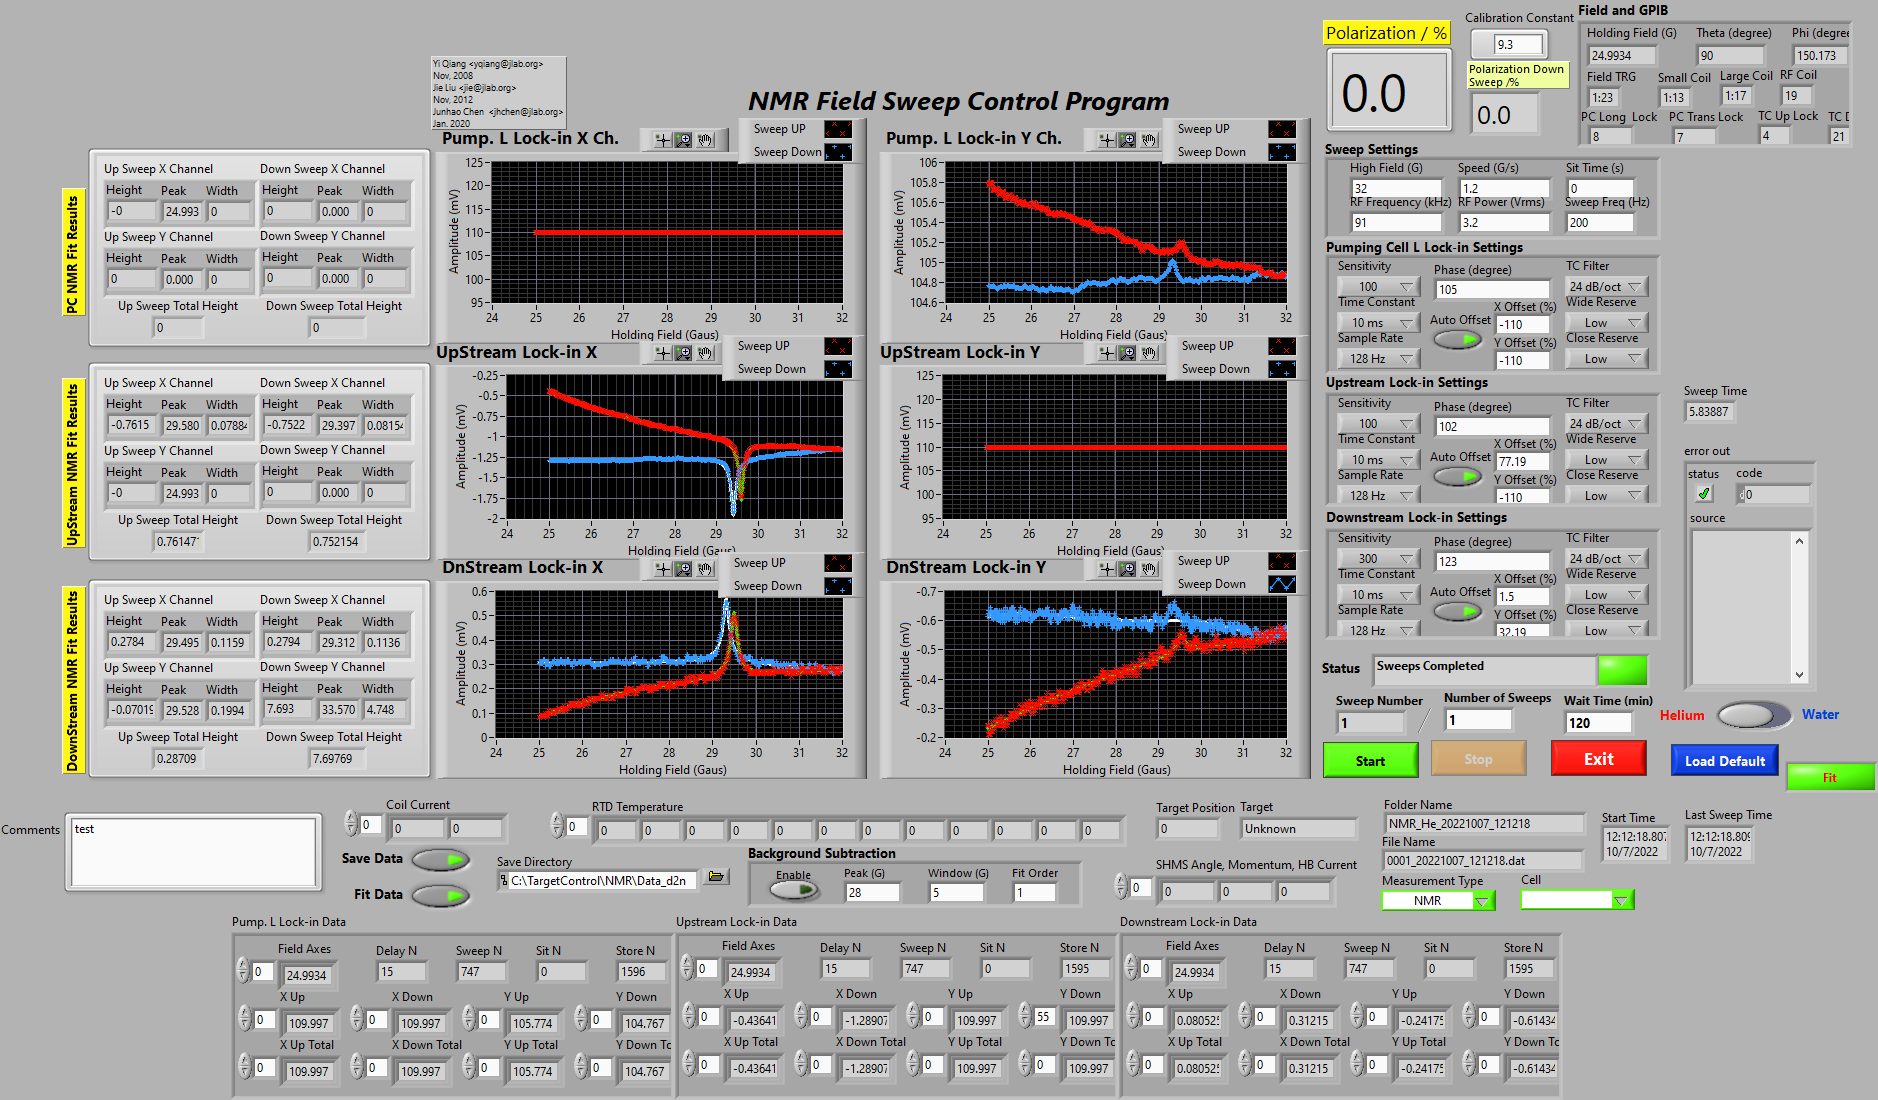 Yi Qiang <yqiang@jlab.org>
Nov, 2008
Jie Liu <jie@jlab.org>
Nov, 2012
Junhao Chen <jhchen@jlab.org>
Jan. 2020
NMR Field Sweep Control Program
Polarization / %
0.0
Calibration Constant
9.3
Polarization Down
Sweep /%
0.0
Field and GPIB
Holding Field (G) Theta (degree) Phi (degree
24.9934 90 150.173
Field TRG Small Coil Large Coil RF Coil
1:23 1:13 1:17 19
PC Long Lock PC Trans Lock TC Up Lock TC D
8 7 4 21
PC NMR Fit Results
Up Sweep X Channel Down Sweep X Channel
Height Peak Width Height Peak Width
-0 24.993 0 0 0.000 0
Up Sweep Y Channel Down Sweep Y Channel
Height Peak Width Height Peak Width
0 0.000 0 0 0.000 0
Up Sweep Total Height Down Sweep Total Height
0 0
Pump. L Lock-in X Ch.
Sweep UP
Sweep Down
Amplitude (mV)
125
120
115
110
105
100
95
24 25 26 27 28 29 30 31 32
Holding Field (Gaus)
Pump. L Lock-in Y Ch.
Sweep UP
Sweep Down
Amplitude (mV)
106
105.8
105.6
105.4
105.2
105
104.8
104.6
24 25 26 27 28 29 30 31 32
Holding Field (Gaus)
UpStream NMR Fit Results
Up Sweep X Channel Down Sweep X Channel
Height Peak Width Height Peak Width
-0.7615 29.580 0.07884 -0.7522 29.397 0.08154
Up Sweep Y Channel Down Sweep Y Channel
Height Peak Width Height Peak Width
-0 24.993 0 0 0.000 0
Up Sweep Total Height Down Sweep Total Height
0.76147 0.752154
UpStream Lock-in X
Sweep UP
Sweep Down
Amplitude (mV)
-0.25
-0.5
-0.75
-1
-1.25
-1.5
-1.75
-2
24 25 26 27 28 29 30 31 32
Holding Field (Gaus)
UpStream Lock-in Y
Sweep UP
Sweep Down
Amplitude (mV)
125
120
115
110
105
100
95
24 25 26 27 28 29 30 31 32
Holding Field (Gaus)
DownStream NMR Fit Results
Up Sweep X Channel Down Sweep X Channel
Height Peak Width Height Peak Width
0.2784 29.495 0.1159 0.2794 29.312 0.1136
Up Sweep Y Channel Down Sweep Y Channel
Height Peak Width Height Peak Width
-0.07019 29.528 0.1994 7.693 33.570 4.748
Up Sweep Total Height Down Sweep Total Height
0.28709 7.69769
DnStream Lock-in X
Sweep UP
Sweep Down
Amplitude (mV)
0.6
0.5
0.4
0.3
0.2
0.1
0
24 25 26 27 28 29 30 31 32
Holding Field (Gaus)
DnStream Lock-in Y
Sweep UP
Sweep Down
Amplitude (mV)
-0.7
-0.6
-0.5
-0.4
-0.3
-0.2
24 25 26 27 28 29 30 31 32
Holding Field (Gaus)
Sweep Settings
High Field (G) Speed (G/s) Sit Time (s)
32 1.2 0
RF Frequency (kHz) RF Power (Vrms) Sweep Freq (Hz)
91 3.2 200
Pumping Cell L Lock-in Settings
Sensitivity Phase (degree) TC Filter
100 105 24 dB/oct
Time Constant X Offset (%) Wide Reserve
10 ms Auto Offset -110 Low
Sample Rate Y Offset (%) Close Reserve
128 Hz -110 Low
Upstream Lock-in Settings
Sensitivity Phase (degree) TC Filter
100 102 24 dB/oct
Time Constant X Offset (%) Wide Reserve
10 ms Auto Offset 77.19 Low
Sample Rate Y Offset (%) Close Reserve
128 Hz -110 Low
Downstream Lock-in Settings
Sensitivity Phase (degree) TC Filter
300 123 24 dB/oct
Time Constant X Offset (%) Wide Reserve
10 ms Auto Offset 1.5 Low
Sample Rate Y Offset (%) Close Reserve
128 Hz 32.19 Low
Sweep Time
5.83887
error out
status code
0
source
Status Sweeps Completed
Sweep Number Number of Sweeps Wait Time (min)
1 / 1 120
Helium Water
Start Stop Exit Load Default Fit
Comments test
Coil Current
0 0 0
Save Data
Fit Data
RTD Temperature
0 0 0 0 0 0 0 0 0 0 0 0 0
Save Directory
C:\TargetControl\NMR\Data_d2n
Background Subtraction
Enable Peak (G) Window (G) Fit Order
28 5 1
Target Position Target
0 Unknown
SHMS Angle, Momentum, HB Current
0 0 0 0
Folder Name
NMR_He_20221007_121218
File Name
0001_20221007_121218.dat
Measurement Type Cell
NMR
Start Time Last Sweep Time
12:12:18.807 12:12:18.809
10/7/2022 10/7/2022
Pump. L Lock-in Data
Field Axes Delay N Sweep N Sit N Store N
0 24.9934 15 747 0 1596
X Up X Down Y Up Y Down
0 109.997 0 109.997 0 105.774 0 104.767
X Up Total X Down Total Y Up Total Y Down To
0 109.997 0 109.997 0 105.774 0 104.767
Upstream Lock-in Data
Field Axes Delay N Sweep N Sit N Store N
0 24.9934 15 747 0 1595
X Up X Down Y Up Y Down
0 -0.43641 0 -1.28907 0 109.997 55 109.997
X Up Total X Down Total Y Up Total Y Down To
0 -0.43641 0 -1.28907 0 109.997 0 109.997
Downstream Lock-in Data
Field Axes Delay N Sweep N Sit N Store N
0 24.9934 15 747 0 1595
X Up X Down Y Up Y Down
0 0.080525 0 0.31215 0 -0.24175 0 -0.61434
X Up Total X Down Total Y Up Total Y Down To
0 0.080525 0 0.31215 0 -0.24175 0 -0.61434